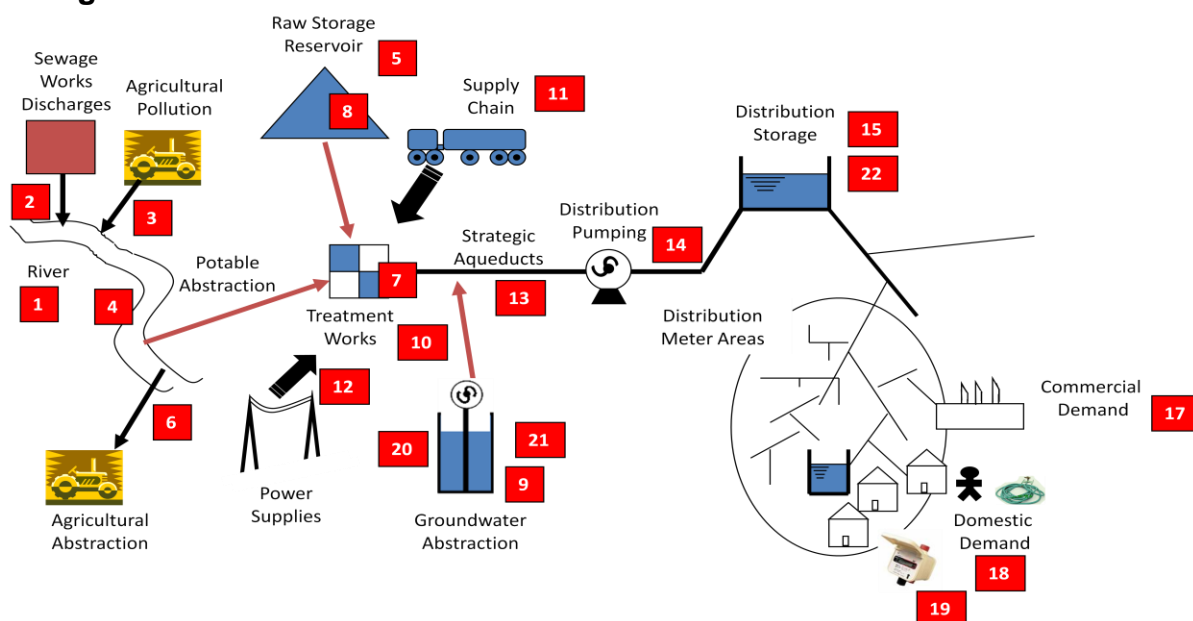 Raw Storage
Reservoir
5
Sewage
Works
Discharges
Agricultural
Pollution
8
Supply
Chain
11
Distribution
Storage
15
22
2
3
Distribution
Pumping
14
Strategic
Aqueducts
13
Potable
Abstraction
River
1
4
7
Treatment
Works
10
Distribution
Meter Areas
12
6
Commercial
Demand
17
20
21
9
Power
Supplies
Groundwater
Abstraction
Agricultural
Abstraction
Domestic
Demand
18
19